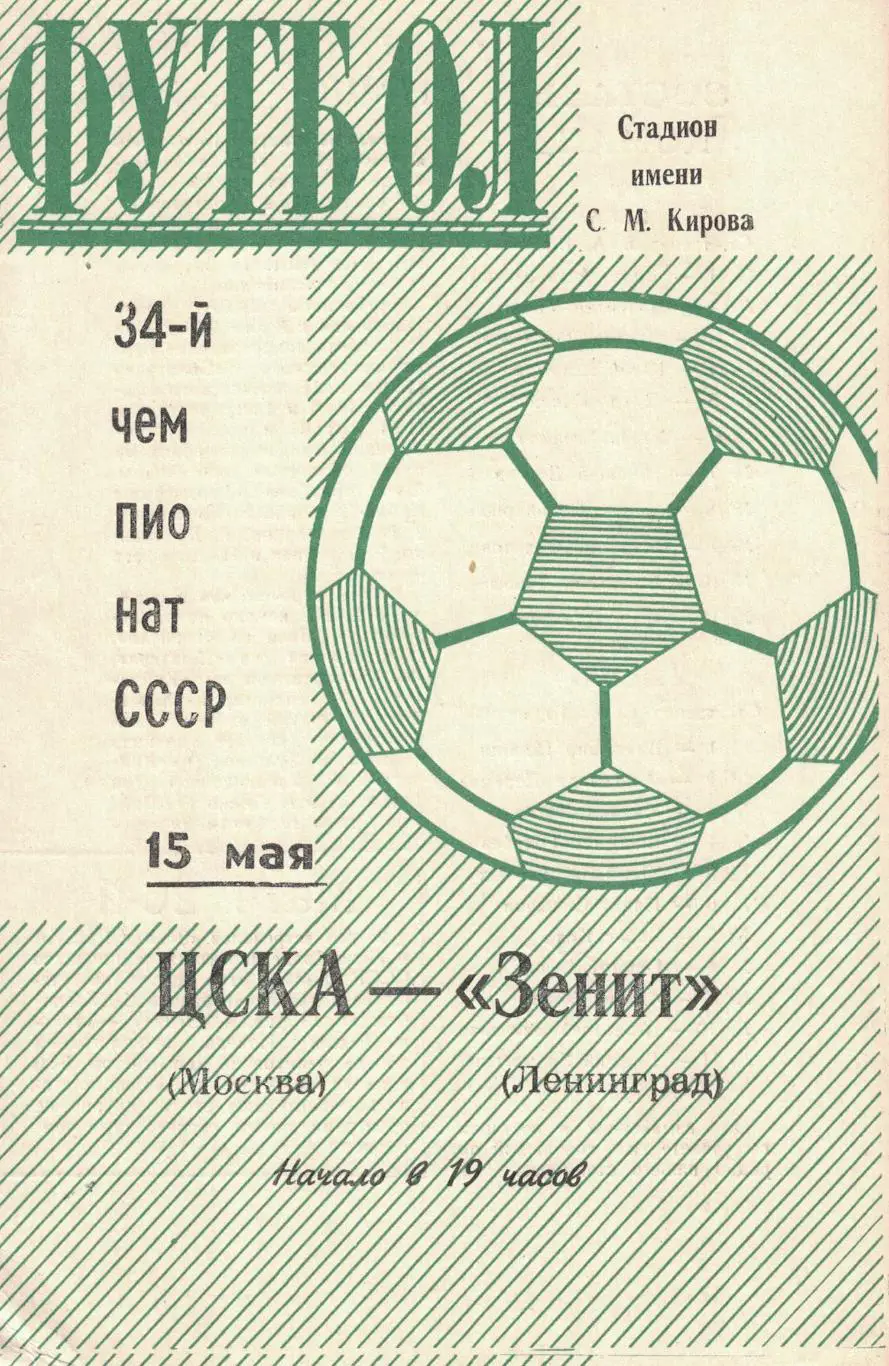 ФУТБОЛ
Стадион
имени
С. М. Кирова
34-й
чем
пио
нат
СССР
15 мая
ЦСКА — «Зенит»
(Москва) (Ленинград)
Начало в 19 часов